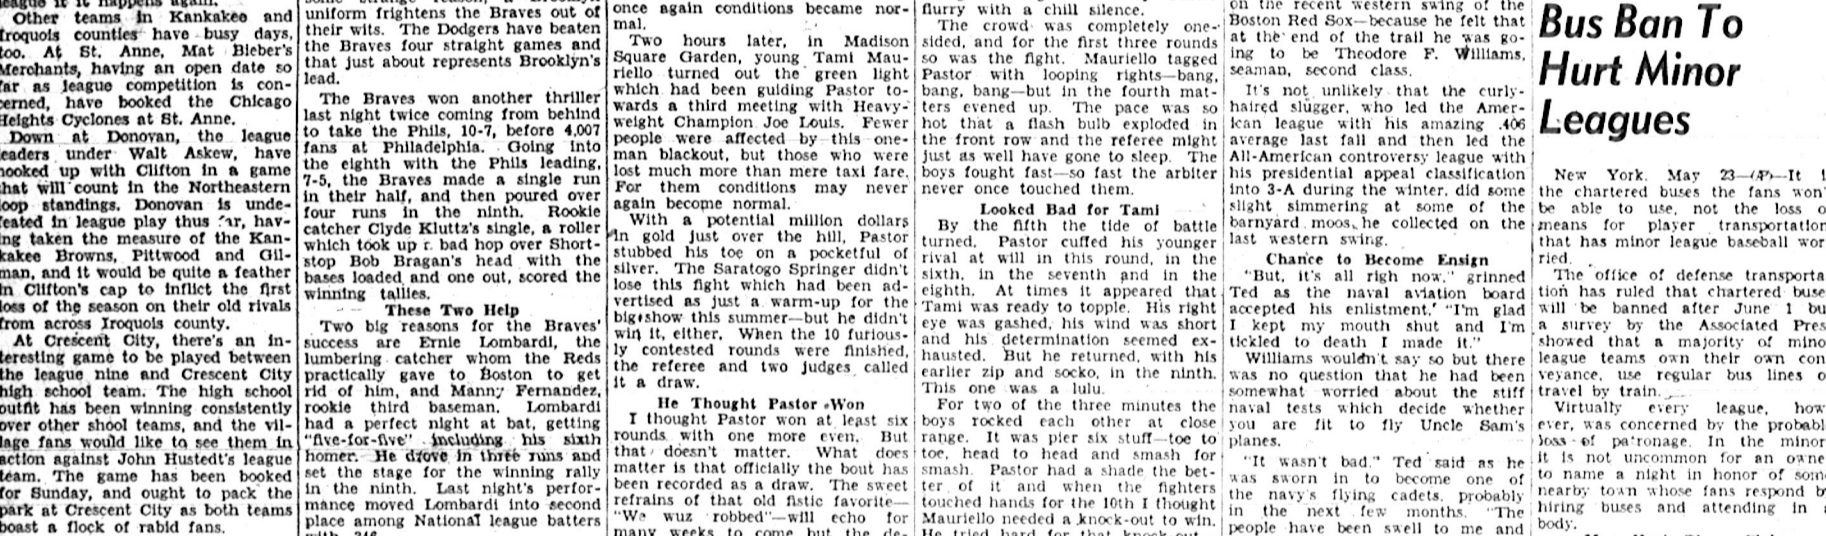 Other teams in Kankakee and
Iroquois counties have busy days,
too. At St. Anne, Mat Bleber's
Merchants, having an open date so
far as league competition is con-
cerned, have booked the Chicago
Heights Cyclones at St. Anne.
Down at Donovan, the league
leaders under Walt Askew, have
hooked up with Clifton in a game
that will count in the Northeastern
loop standings. Donovan is unde-
feated in league play thus far, hav-
ing taken the measure of the Kan-
kakee Browns, Pittwood and Gil-
man, and it would be quite a feather
in Clifton's cap to inflict the first
loss of the season on their old rivals
from across Iroquois county.
At Crescent City, there's an in-
teresting game to be played between
the league nine and Crescent City
high school team. The high school
outfit has been winning consistently
over other shool teams, and the vil-
lage fans would like to see them in
action against John Hustedt's league
team. The game has been booked
for Sunday, and ought to pack the
park at Crescent City as both teams
boast a flock of rabid fans.
uniform frightens the Braves out of
their wits. The Dodgers have beaten
the Braves four straight games and
that just about represents Brooklyn's
lead.
The Braves won another thriller
last night twice coming from behind
to take the Phils, 10-7, before 4,007
fans at Philadelphia. Going into
the eighth with the Phils leading,
7-5, the Braves made a single run
in their half, and then poured over
four runs in the ninth. Rookie
catcher Clyde Kluttz's single, a roller
which took up a bad hop over Short-
stop Bob Bragan's head with the
bases loaded and one out, scored the
winning tallies.
These Two Help
Two big reasons for the Braves'
success are Ernie Lombardi, the
lumbering catcher whom the Reds
practically gave to Boston to get
rid of him, and Manny Fernandez,
rookie third baseman. Lombardi
had a perfect night at bat, getting
"five-for-five" including his sixth
homer. He drove in three runs and
set the stage for the winning rally
in the ninth. Last night's perfor-
mance moved Lombardi into second
place among National league batters
once again conditions became nor-
mal.
Two hours later, in Madison
Square Garden, young Tami Mau-
riello turned out the green light
which had been guiding Pastor to-
wards a third meeting with Heavy-
weight Champion Joe Louis. Fewer
people were affected by this one-
man blackout, but those who were
lost much more than mere taxi fare.
For them conditions may never
again become normal.
With a potential million dollars
in gold just over the hill, Pastor
stubbed his toe on a pocketful of
silver. The Saratogo Springer didn't
lose this fight which had been ad-
vertised as just a warm-up for the
big show this summer—but he didn't
win it, either. When the 10 furious-
ly contested rounds were finished,
the referee and two judges called
it a draw.
He Thought Pastor Won
I thought Pastor won at least six
rounds with one more even. But
that doesn't matter. What does
matter is that officially the bout has
been recorded as a draw. The sweet
refrains of that old fistic favorite—
"We wuz robbed"—will echo for
many weeks to come but the de-
flurry with a chill silence.
The crowd was completely one-
sided, and for the first three rounds
so was the fight. Mauriello tagged
Pastor with looping rights—bang,
bang, bang—but in the fourth mat-
ters evened up. The pace was so
hot that a flash bulb exploded in
the front row and the referee might
just as well have gone to sleep. The
boys fought fast—so fast the arbiter
never once touched them.
Looked Bad for Tami
By the fifth the tide of battle
turned. Pastor cuffed his younger
rival at will in this round, in the
sixth, in the seventh and in the
eighth. At times it appeared that
Tami was ready to topple. His right
eye was gashed, his wind was short
and his determination seemed ex-
hausted. But he returned, with his
earlier zip and socko, in the ninth.
This one was a lulu.
For two of the three minutes the
boys rocked each other at close
range. It was pier six stuff—toe to
toe, head to head and smash for
smash. Pastor had a shade the bet-
ter of it and when the fighters
touched hands for the 10th I thought
Mauriello needed a knock-out to win.
He tried hard for that knock-out
on the recent western swing of the
Boston Red Sox—because he felt that
at the end of the trail he was go-
ing to be Theodore F. Williams,
seaman, second class.
It's not unlikely that the curly-
haired slugger, who led the Amer-
ican league with his amazing .406
average last fall and then led the
All-American controversy league with
his presidential appeal classification
into 3-A during the winter, did some
slight simmering at some of the
barnyard moos he collected on the
last western swing.
Chance to Become Ensign
"But, it's all righ now," grinned
Ted as the naval aviation board
accepted his enlistment, "I'm glad
I kept my mouth shut and I'm
tickled to death I made it."
Williams wouldn't say so but there
was no question that he had been
somewhat worried about the stiff
naval tests which decide whether
you are fit to fly Uncle Sam's
planes.
"It wasn't bad," Ted said as he
was sworn in to become one of
the navy's flying cadets, probably
in the next few months. "The
people have been swell to me and
Bus Ban To
Hurt Minor
Leagues
New York, May 23—(AP)—It
the chartered buses the fans won'
be able to use, not the loss o
means for player transportation
that has minor league baseball wor
ried.
The office of defense transporta
tion has ruled that chartered buse
will be banned after June 1 bu
a survey by the Associated Pres
showed that a majority of mino
league teams own their own con
veyance, use regular bus lines o
travel by train.
Virtually every league, how
ever, was concerned by the probabl
loss of patronage. In the minor
it is not uncommon for an owne
to name a night in honor of som
nearby town whose fans respond b
hiring buses and attending in
body.